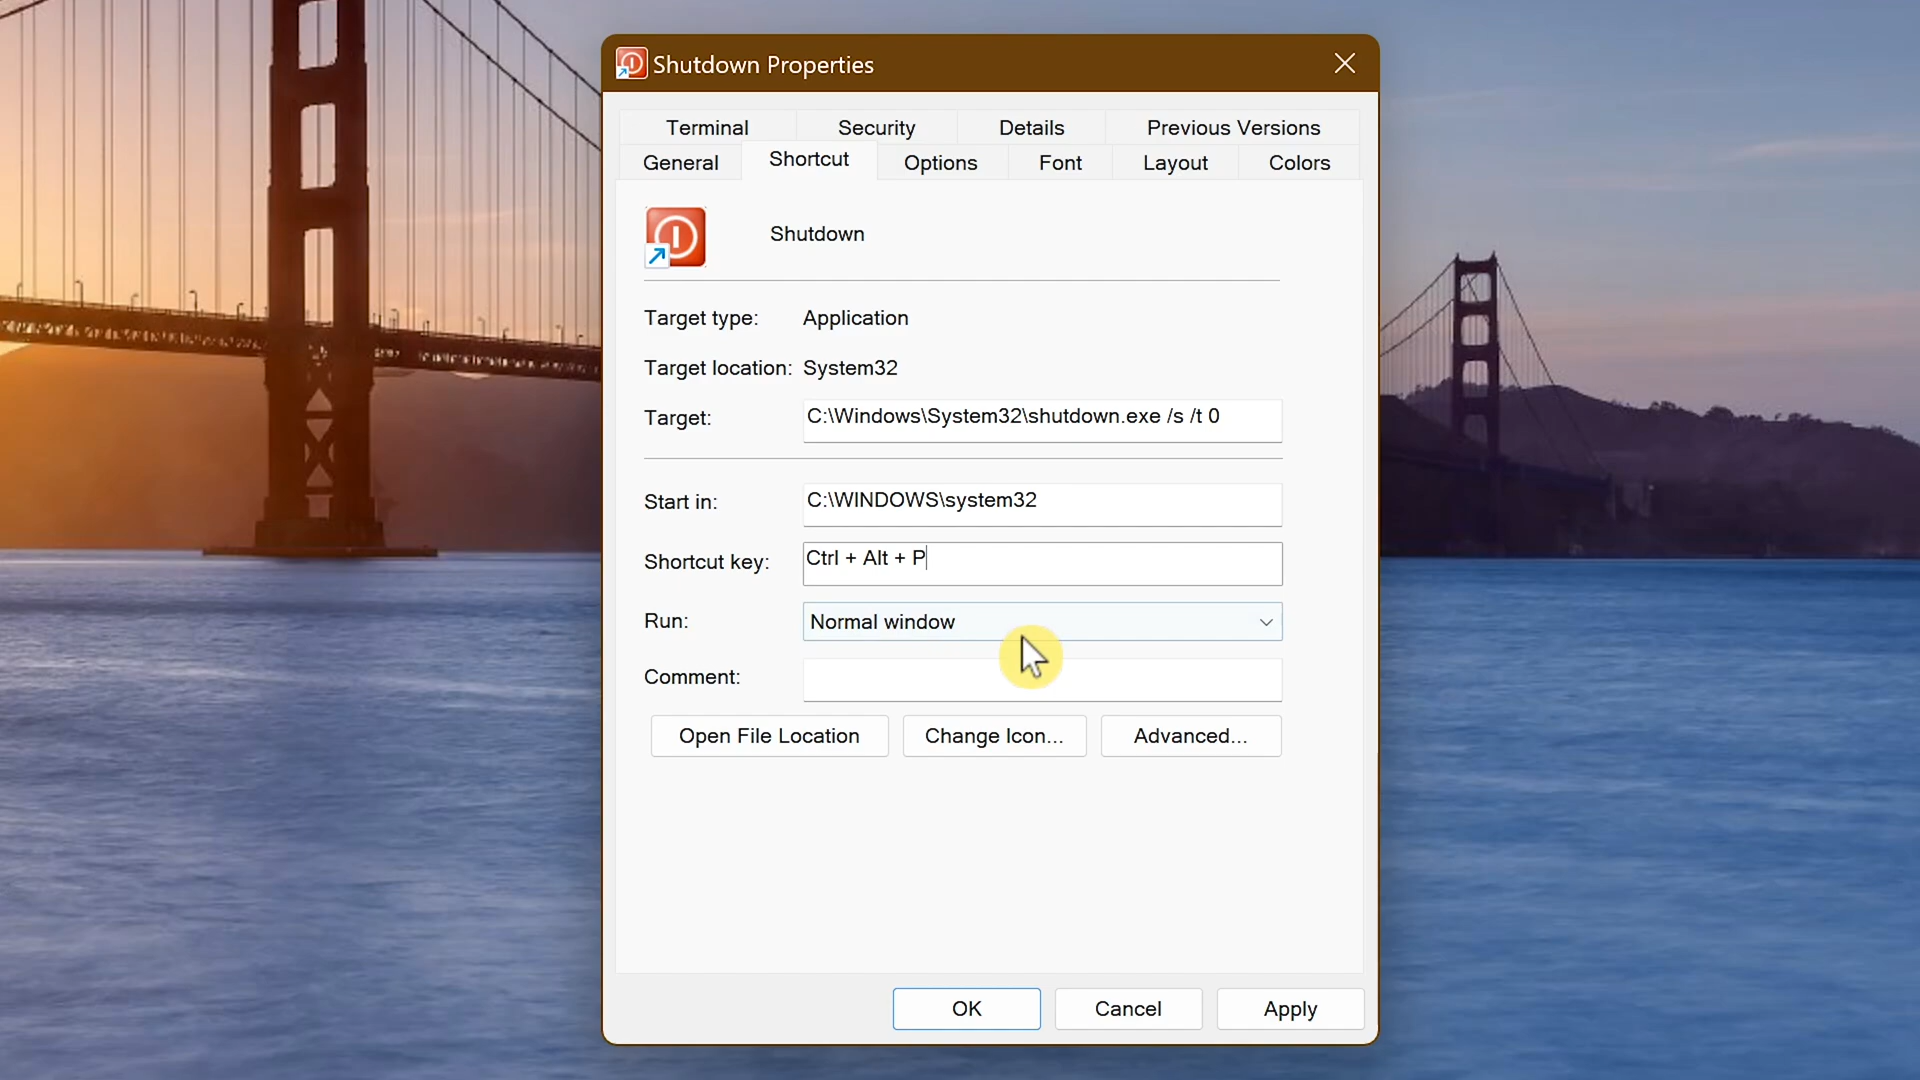 Shutdown Properties
Terminal Security Details Previous Versions
General Shortcut Options Font Layout Colors
Shutdown
Target type: Application
Target location: System32
Target: C:\Windows\System32\shutdown.exe /s /t 0
Start in: C:\WINDOWS\system32
Shortcut key: Ctrl + Alt + P
Run: Normal window
Comment:
Open File Location Change Icon... Advanced...
OK Cancel Apply